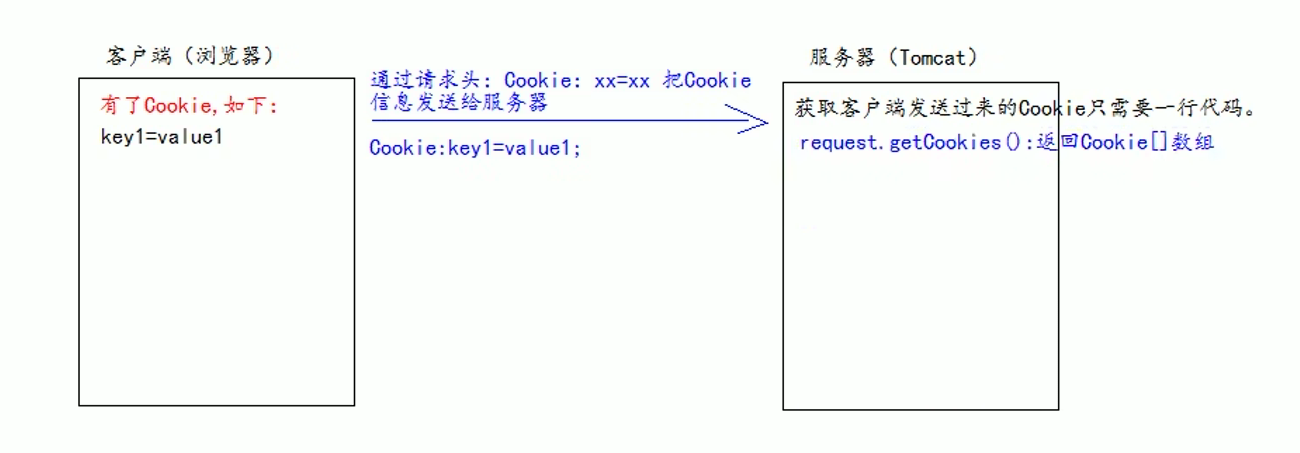 客户端（浏览器）
有了Cookie,如下:
key1=value1
通过请求头: Cookie: xx=xx 把Cookie
信息发送给服务器
Cookie:key1=value1;
服务器（Tomcat）
获取客户端发送过来的Cookie只需要一行代码。
request.getCookies():返回Cookie[]数组